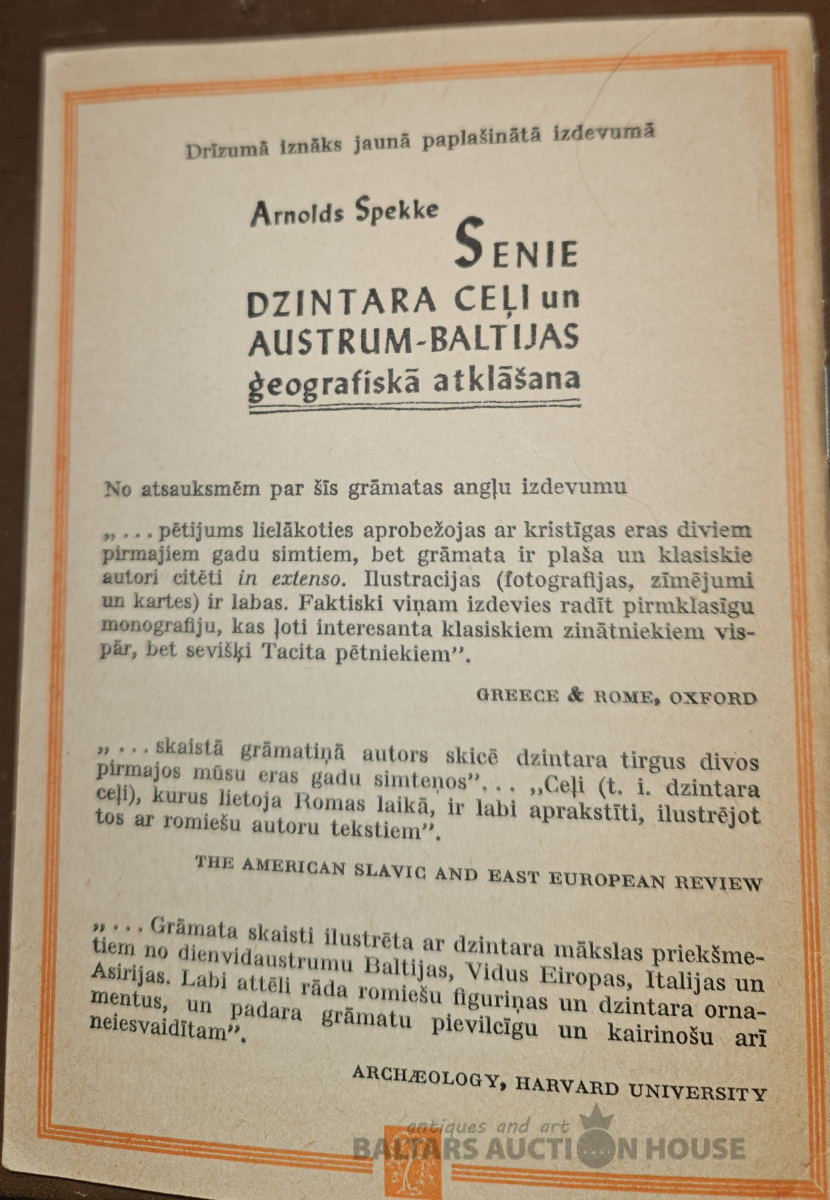 Drīzumā iznāks jaunā paplašinātā izdevumā
Arnolds Spekke
SENIE
DZINTARA CEĻI un
AUSTRUM-BALTIJAS
ģeografiskā atklāšana
No atsauksmēm par šīs grāmatas angļu izdevumu
„ . . . pētijums lielākoties aprobežojas ar kristīgas eras diviem
pirmajiem gadu simtiem, bet grāmata ir plaša un klasiskie
autori citēti in extenso. Ilustracijas (fotografijas, zīmējumi
un kartes) ir labas. Faktiski viņam izdevies radīt pirmklasīgu
monografiju, kas ļoti interesanta klasiskiem zinātniekiem vis-
pār, bet sevišķi Tacita pētniekiem”.
GREECE & ROME, OXFORD
„ . . . skaistā grāmatiņā autors skicē dzintara tirgus divos
pirmajos mūsu eras gadu simteņos”. . . „Ceļi (t. i. dzintara
ceļi), kurus lietoja Romas laikā, ir labi aprakstīti, ilustrējot
tos ar romiešu autoru tekstiem”.
THE AMERICAN SLAVIC AND EAST EUROPEAN REVIEW
„ . . . Grāmata skaisti ilustrēta ar dzintara mākslas priekšme-
tiem no dienvidaustrumu Baltijas, Vidus Eiropas, Italijas un
Asirijas. Labi attēli rāda romiešu figuriņas un dzintara orna-
mentus, un padara grāmatu pievilcīgu un kairinošu arī
neiesvaidītam”.
ARCHÆOLOGY, HARVARD UNIVERSITY
antiques and art
BALTARS AUCTION HOUSE